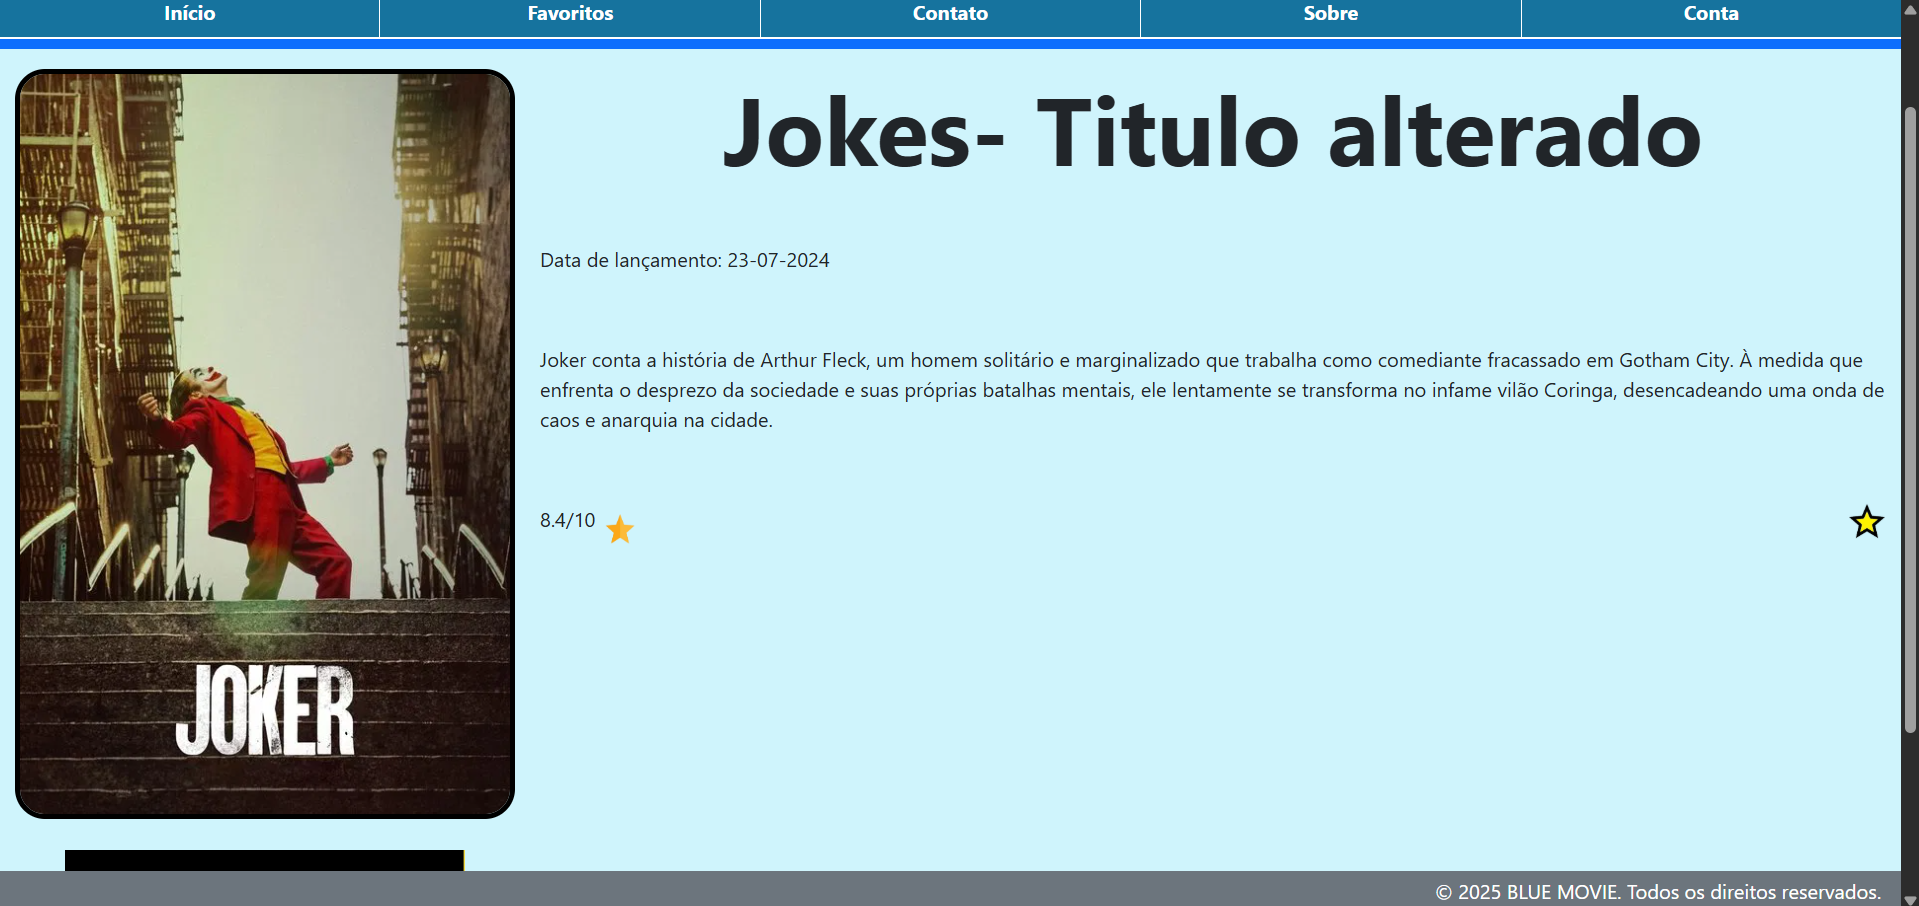 Início
Favoritos
Contato
Sobre
Conta
Jokes- Titulo alterado
Data de lançamento: 23-07-2024
Joker conta a história de Arthur Fleck, um homem solitário e marginalizado que trabalha como comediante fracassado em Gotham City. À medida que
enfrenta o desprezo da sociedade e suas próprias batalhas mentais, ele lentamente se transforma no infame vilão Coringa, desencadeando uma onda de
caos e anarquia na cidade.
8.4/10
JOKER
© 2025 BLUE MOVIE. Todos os direitos reservados.